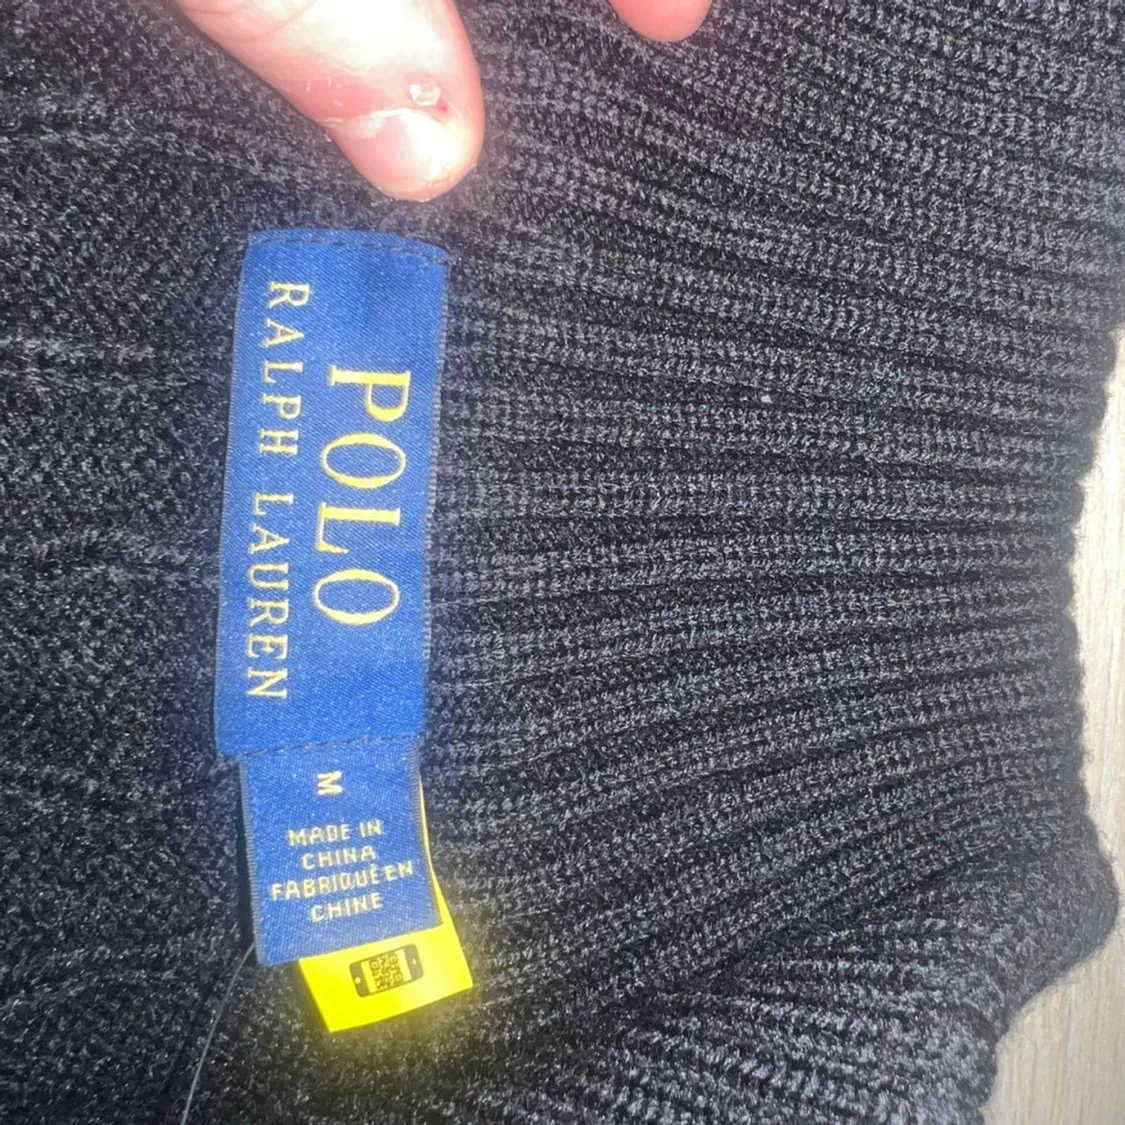 POLO
RALPH LAUREN
M
MADE IN
CHINA
FABRIQUÉ EN
CHINE